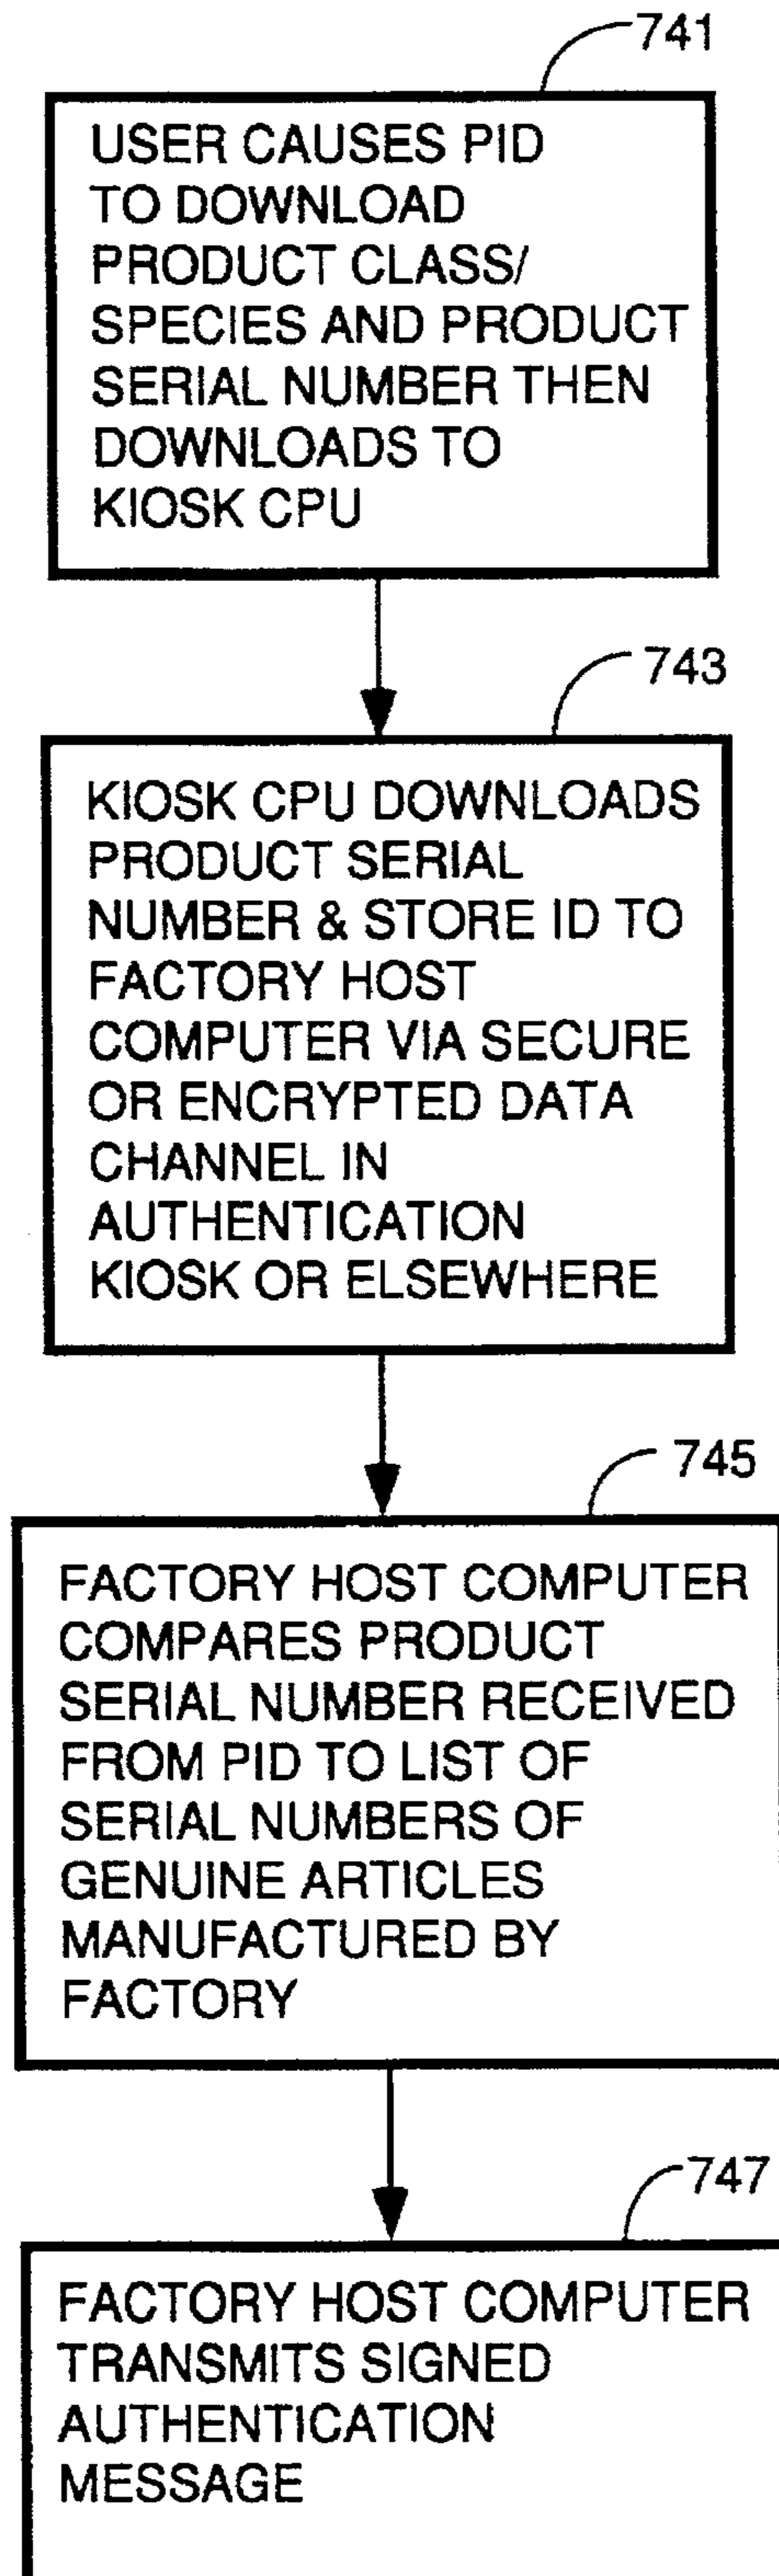 741
USER CAUSES PID
TO DOWNLOAD
PRODUCT CLASS/
SPECIES AND PRODUCT
SERIAL NUMBER THEN
DOWNLOADS TO
KIOSK CPU
743
KIOSK CPU DOWNLOADS
PRODUCT SERIAL
NUMBER & STORE ID TO
FACTORY HOST
COMPUTER VIA SECURE
OR ENCRYPTED DATA
CHANNEL IN
AUTHENTICATION
KIOSK OR ELSEWHERE
745
FACTORY HOST COMPUTER
COMPARES PRODUCT
SERIAL NUMBER RECEIVED
FROM PID TO LIST OF
SERIAL NUMBERS OF
GENUINE ARTICLES
MANUFACTURED BY
FACTORY
747
FACTORY HOST COMPUTER
TRANSMITS SIGNED
AUTHENTICATION
MESSAGE